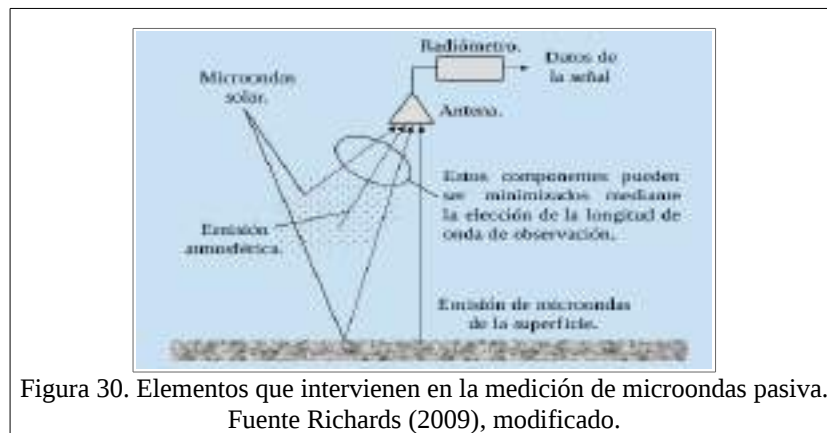 Radiómetro.
Datos de
la señal
Microondas
solar.
Antena.
Estos componentes pueden
ser minimizados mediante
la elección de la longitud de
onda de observación.
Emisión
atmosférica.
Emisión de microondas
de la superficie.
Figura 30. Elementos que intervienen en la medición de microondas pasiva.
Fuente Richards (2009), modificado.